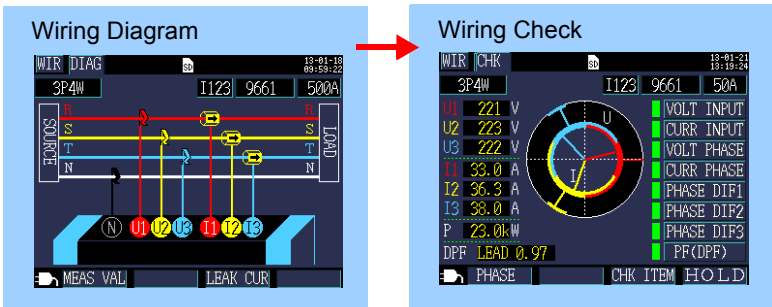 Wiring Diagram
WIR DIAG SD 13-01-18 09:59:22
3P4W I123 9661 500A
SOURCE
R R
S S
T T
N N
LOAD
N U1 U2 U3 I1 I2 I3
MEAS VAL LEAK CUR
Wiring Check
WIR CHK SD 13-01-21 13:19:24
3P4W I123 9661 50A
U1 221 V
U2 223 V
U3 222 V
I1 33.0 A
I2 36.3 A
I3 38.0 A
P 23.0kW
DPF LEAD 0.97
U
I
VOLT INPUT
CURR INPUT
VOLT PHASE
CURR PHASE
PHASE DIF1
PHASE DIF2
PHASE DIF3
PF(DPF)
PHASE CHK ITEM HOLD